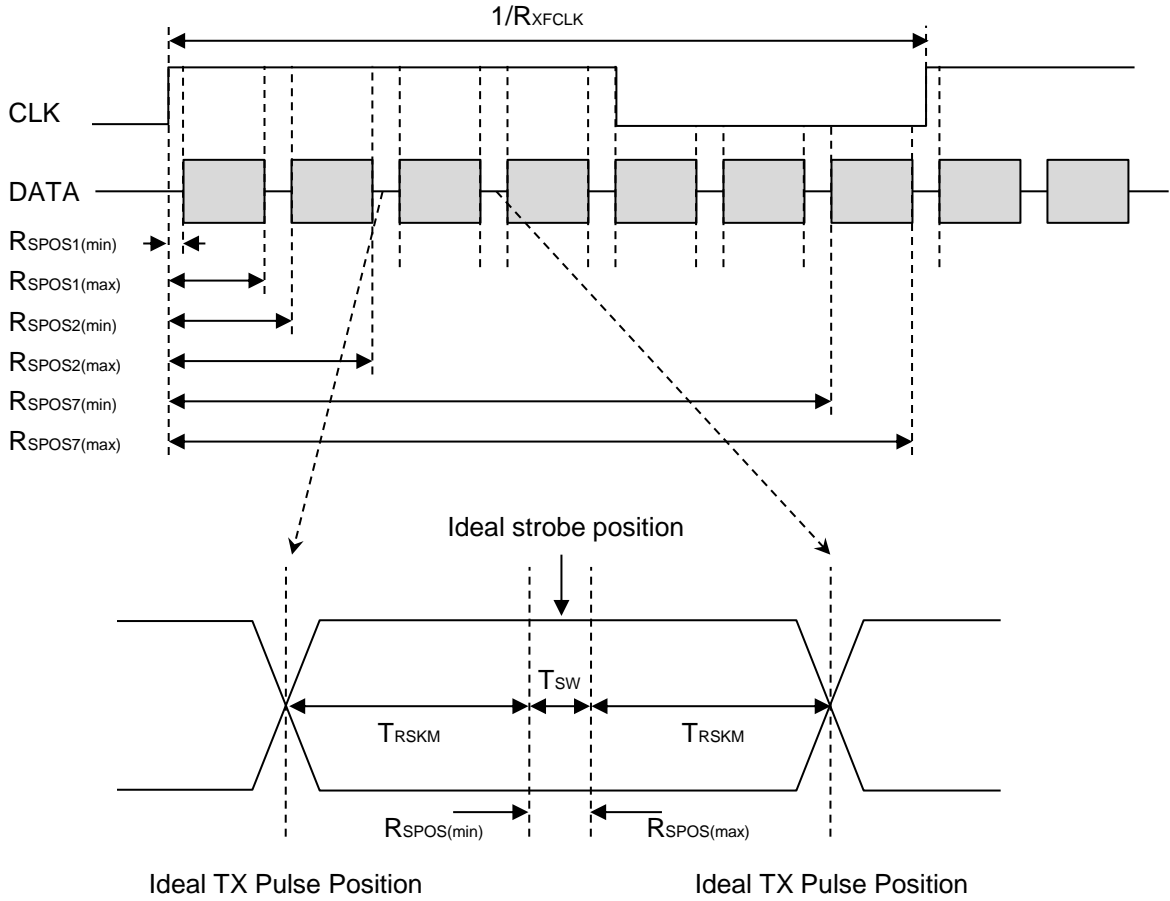 1/RXFCLK
CLK
DATA
RSPOS1(min)
RSPOS1(max)
RSPOS2(min)
RSPOS2(max)
RSPOS7(min)
RSPOS7(max)
Ideal strobe position
TSW
TRSKM TRSKM
RSPOS(min) RSPOS(max)
Ideal TX Pulse Position Ideal TX Pulse Position